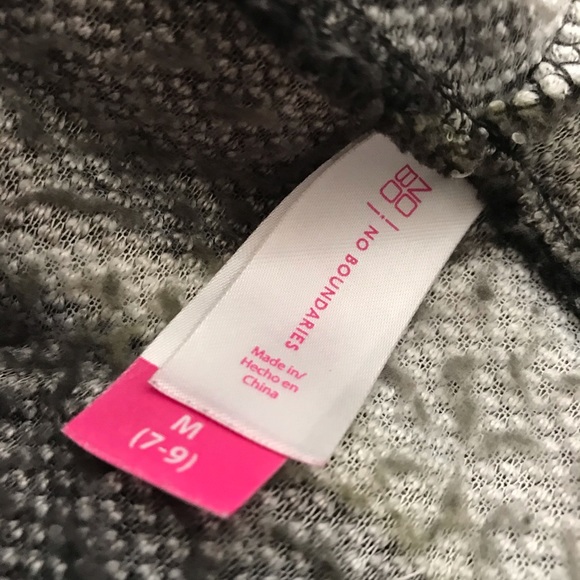 NO
BO
NO BOUNDARIES
Made in/
Hecho en
China
M
(7-9)